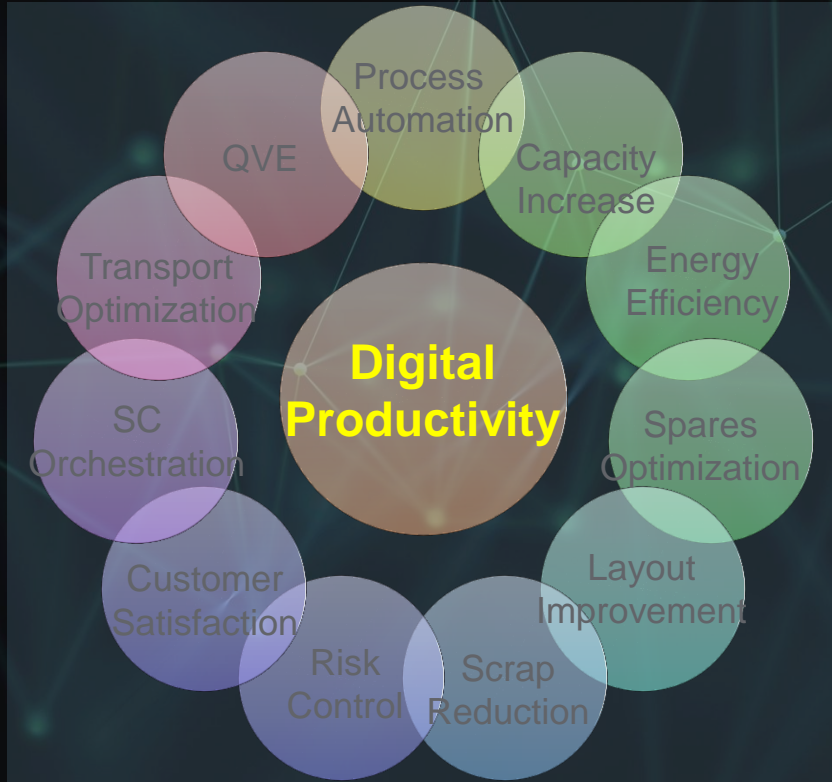 Process
Automation
Capacity
Increase
Energy
Efficiency
Spares
Optimization
Layout
Improvement
Scrap
Reduction
Risk
Control
Customer
Satisfaction
SC
Orchestration
Transport
Optimization
QVE
Digital
Productivity